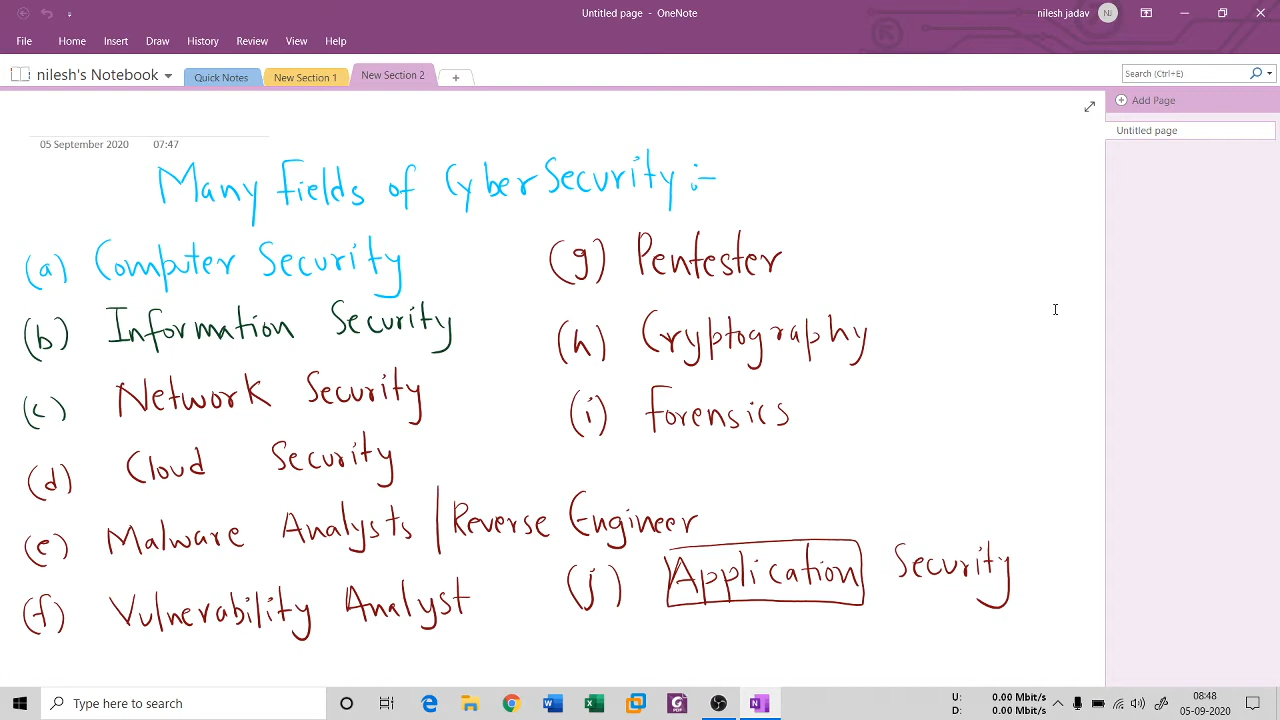 Untitled page - OneNote
nilesh jadav NJ
File Home Insert Draw History Review View Help
nilesh's Notebook
Quick Notes New Section 1 New Section 2 +
Search (Ctrl+E)
Add Page
Untitled page
05 September 2020 07:47
Many Fields of CyberSecurity :-
(a) Computer Security
(b) Information Security
(c) Network Security
(d) Cloud Security
(e) Malware Analysts | Reverse Engineer
(f) Vulnerability Analyst
(g) Pentester
(h) Cryptography
(i) Forensics
(j) Application Security
Type here to search
U: 0.00 Mbit/s
D: 0.00 Mbit/s
08:48
05-09-2020